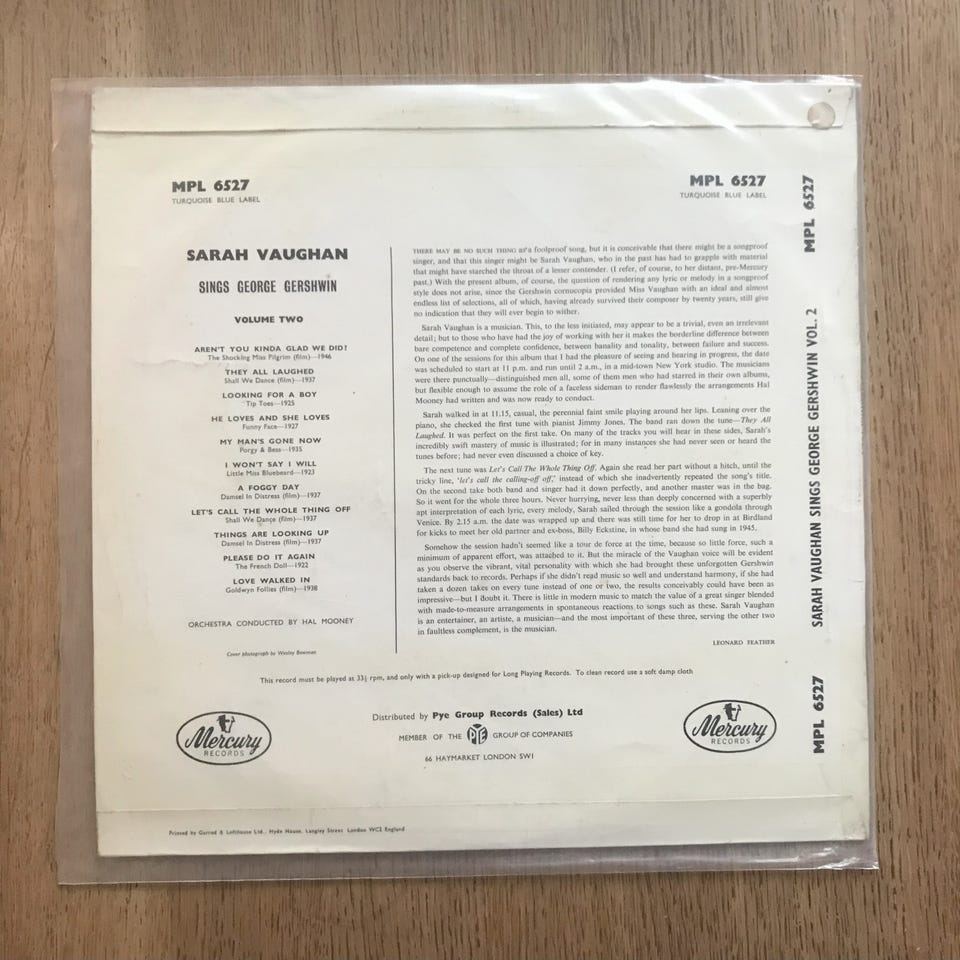 MPL 6527
TURQUOISE BLUE LABEL
MPL 6527
TURQUOISE BLUE LABEL
SARAH VAUGHAN
SINGS GEORGE GERSHWIN
VOLUME TWO
AREN'T YOU KINDA GLAD WE DID?
The Shocking Miss Pilgrim (film)—1946
THEY ALL LAUGHED
Shall We Dance (film)—1937
LOOKING FOR A BOY
Tip Toes—1925
HE LOVES AND SHE LOVES
Funny Face—1927
MY MAN'S GONE NOW
Porgy & Bess—1935
I WON'T SAY I WILL
Little Miss Bluebeard—1923
A FOGGY DAY
Damsel In Distress (film)—1937
LET'S CALL THE WHOLE THING OFF
Shall We Dance (film)—1937
THINGS ARE LOOKING UP
Damsel In Distress (film)—1937
PLEASE DO IT AGAIN
The French Doll—1922
LOVE WALKED IN
Goldwyn Follies (film)—1938
ORCHESTRA CONDUCTED BY HAL MOONEY
Cover photograph by Wesley Bowman
THERE MAY BE NO SUCH THING as a foolproof song, but it is conceivable that there might be a songproof
singer, and that this singer might be Sarah Vaughan, who in the past has had to grapple with material
that might have starched the throat of a lesser contender. (I refer, of course, to her distant, pre-Mercury
past.) With the present album, of course, the question of rendering any lyric or melody in a songproof
style does not arise, since the Gershwin cornucopia provided Miss Vaughan with an ideal and almost
endless list of selections, all of which, having already survived their composer by twenty years, still give
no indication that they will ever begin to wither.
Sarah Vaughan is a musician. This, to the less initiated, may appear to be a trivial, even an irrelevant
detail; but to those who have had the joy of working with her it makes the borderline difference between
bare competence and complete confidence, between banality and tonality, between failure and success.
On one of the sessions for this album that I had the pleasure of seeing and hearing in progress, the date
was scheduled to start at 11 p.m. and run until 2 a.m., in a mid-town New York studio. The musicians
were there punctually—distinguished men all, some of them men who had starred in their own albums,
but flexible enough to assume the role of a faceless sideman to render flawlessly the arrangements Hal
Mooney had written and was now ready to conduct.
Sarah walked in at 11.15, casual, the perennial faint smile playing around her lips. Leaning over the
piano, she checked the first tune with pianist Jimmy Jones. The band ran down the tune—They All
Laughed. It was perfect on the first take. On many of the tracks you will hear in these sides, Sarah's
incredibly swift mastery of music is illustrated; for in many instances she had never seen or heard the
tunes before; had never even discussed a choice of key.
The next tune was Let's Call The Whole Thing Off. Again she read her part without a hitch, until the
tricky line, 'let's call the calling-off off,' instead of which she inadvertently repeated the song's title.
On the second take both band and singer had it down perfectly, and another master was in the bag.
So it went for the whole three hours. Never hurrying, never less than deeply concerned with a superbly
apt interpretation of each lyric, every melody, Sarah sailed through the session like a gondola through
Venice. By 2.15 a.m. the date was wrapped up and there was still time for her to drop in at Birdland
for kicks to meet her old partner and ex-boss, Billy Eckstine, in whose band she had sung in 1945.
Somehow the session hadn't seemed like a tour de force at the time, because so little force, such a
minimum of apparent effort, was attached to it. But the miracle of the Vaughan voice will be evident
as you observe the vibrant, vital personality with which she had brought these unforgotten Gershwin
standards back to records. Perhaps if she didn't read music so well and understand harmony, if she had
taken a dozen takes on every tune instead of one or two, the results conceivably could have been as
impressive—but I doubt it. There is little in modern music to match the value of a great singer blended
with made-to-measure arrangements in spontaneous reactions to songs such as these. Sarah Vaughan
is an entertainer, an artiste, a musician—and the most important of these three, serving the other two
in faultless complement, is the musician.
LEONARD FEATHER
This record must be played at 33⅓ rpm, and only with a pick-up designed for Long Playing Records. To clean record use a soft damp cloth
Mercury
RECORDS
Distributed by Pye Group Records (Sales) Ltd
MEMBER OF THE PYE GROUP OF COMPANIES
66 HAYMARKET LONDON SW1
Mercury
RECORDS
Printed by Garrod & Lofthouse Ltd., Hyde House, Langley Street London WC2 England
MPL 6527
SARAH VAUGHAN SINGS GEORGE GERSHWIN VOL. 2
MPL 6527